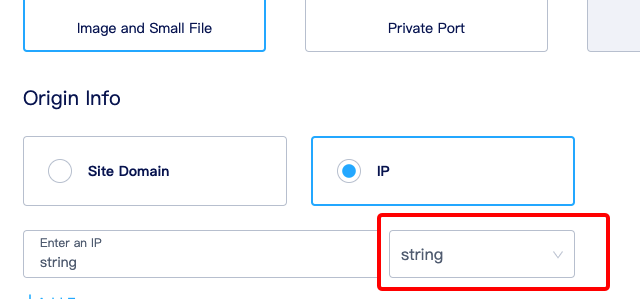 Image and Small File
Private Port
Origin Info
Site Domain
IP
Enter an IP
string
string